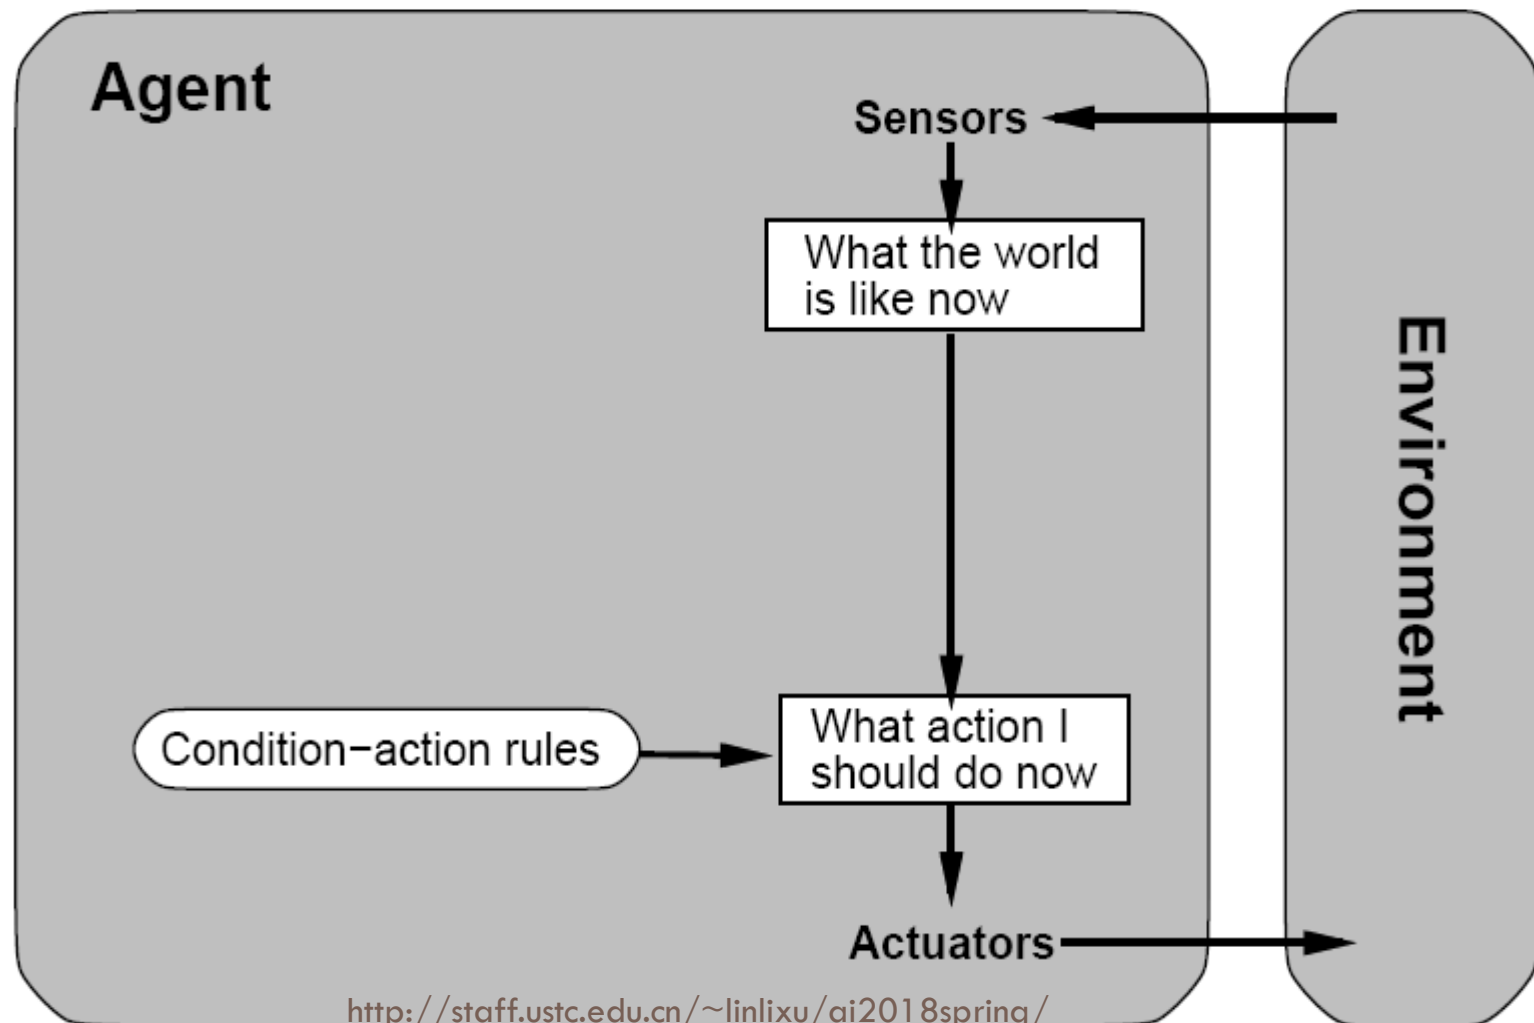 Agent
Sensors
What the world
is like now
Environment
Condition−action rules
What action I
should do now
Actuators
http://staff.ustc.edu.cn/~linlixu/ai2018spring/